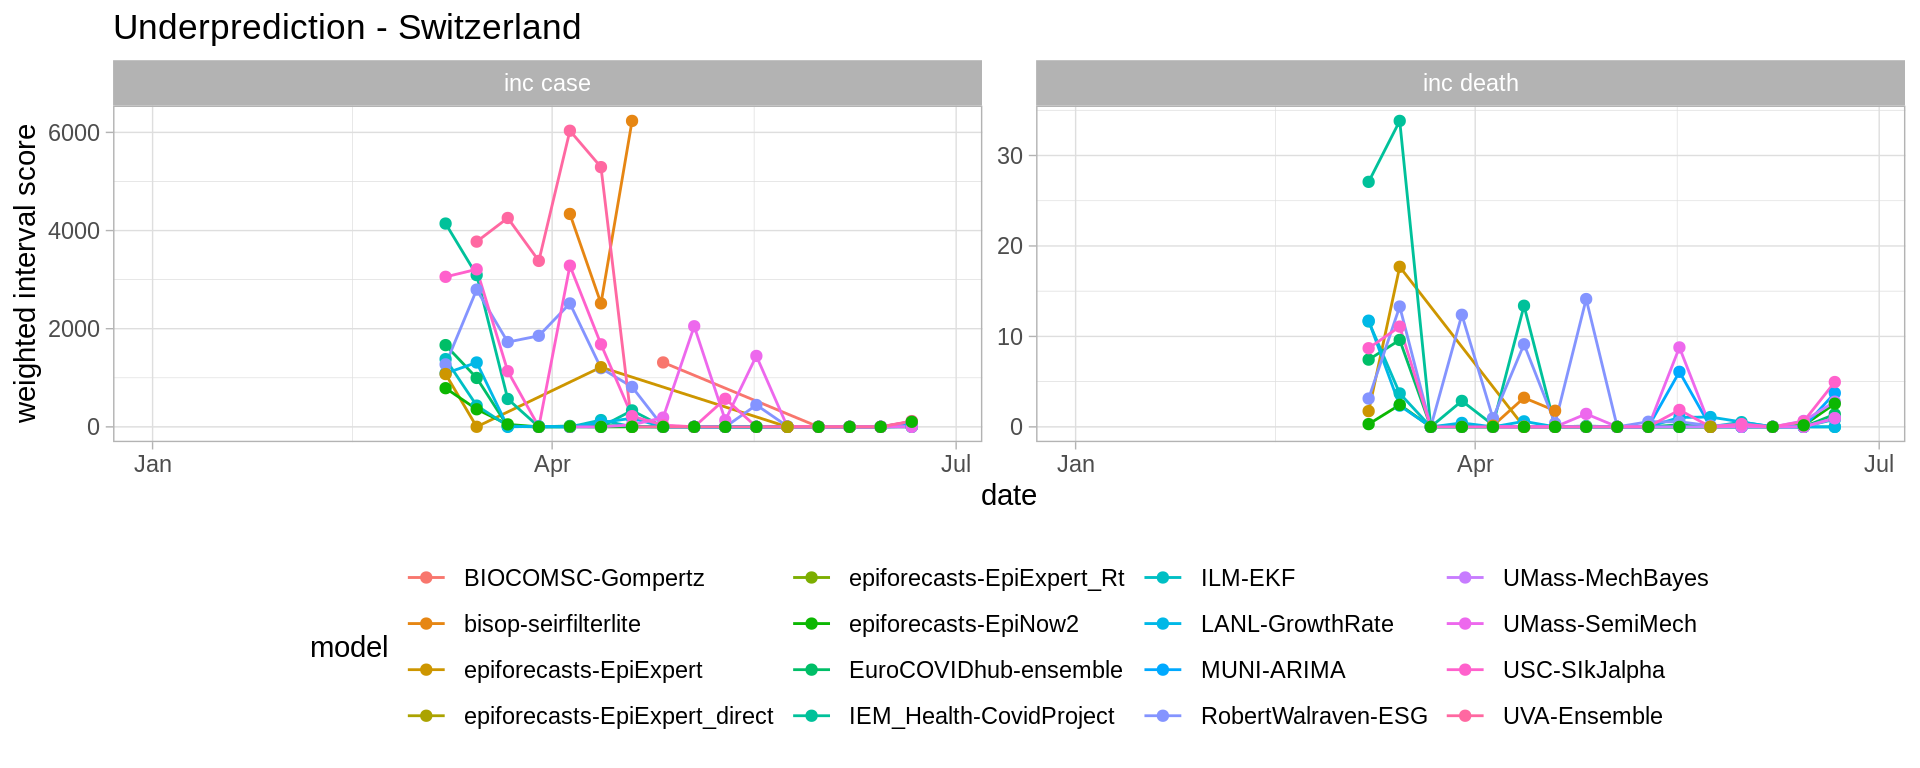 Underprediction - Switzerland
inc case
inc death
weighted interval score
6000
4000
2000
0
30
20
10
0
Jan
Apr
Jul
Jan
Apr
Jul
date
model
BIOCOMSC-Gompertz
bisop-seirfilterlite
epiforecasts-EpiExpert
epiforecasts-EpiExpert_direct
epiforecasts-EpiExpert_Rt
epiforecasts-EpiNow2
EuroCOVIDhub-ensemble
IEM_Health-CovidProject
ILM-EKF
LANL-GrowthRate
MUNI-ARIMA
RobertWalraven-ESG
UMass-MechBayes
UMass-SemiMech
USC-SIkJalpha
UVA-Ensemble